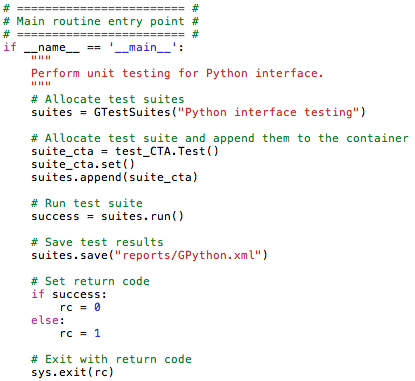 # ======================== #
# Main routine entry point #
# ======================== #
if __name__ == '__main__':
    """
    Perform unit testing for Python interface.
    """
    # Allocate test suites
    suites = GTestSuites("Python interface testing")

    # Allocate test suite and append them to the container
    suite_cta = test_CTA.Test()
    suite_cta.set()
    suites.append(suite_cta)

    # Run test suite
    success = suites.run()

    # Save test results
    suites.save("reports/GPython.xml")

    # Set return code
    if success:
        rc = 0
    else:
        rc = 1

    # Exit with return code
    sys.exit(rc)